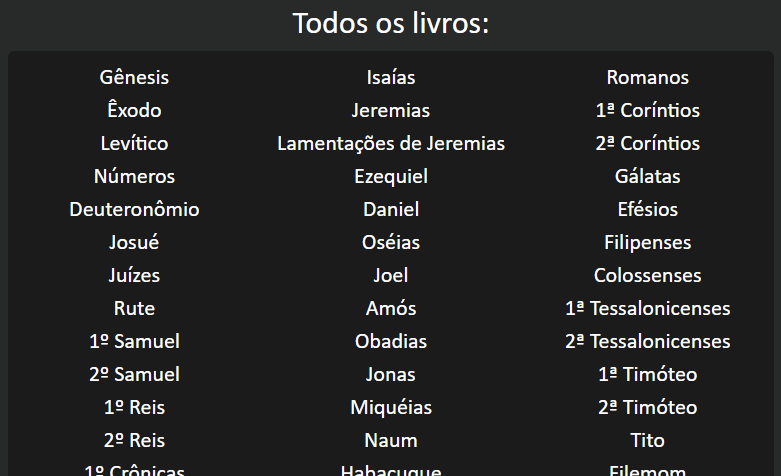 Todos os livros:
Gênesis
Êxodo
Levítico
Números
Deuteronômio
Josué
Juízes
Rute
1º Samuel
2º Samuel
1º Reis
2º Reis
1º Crônicas
Isaías
Jeremias
Lamentações de Jeremias
Ezequiel
Daniel
Oséias
Joel
Amós
Obadias
Jonas
Miquéias
Naum
Habacuque
Romanos
1ª Coríntios
2ª Coríntios
Gálatas
Efésios
Filipenses
Colossenses
1ª Tessalonicenses
2ª Tessalonicenses
1ª Timóteo
2ª Timóteo
Tito
Filemom